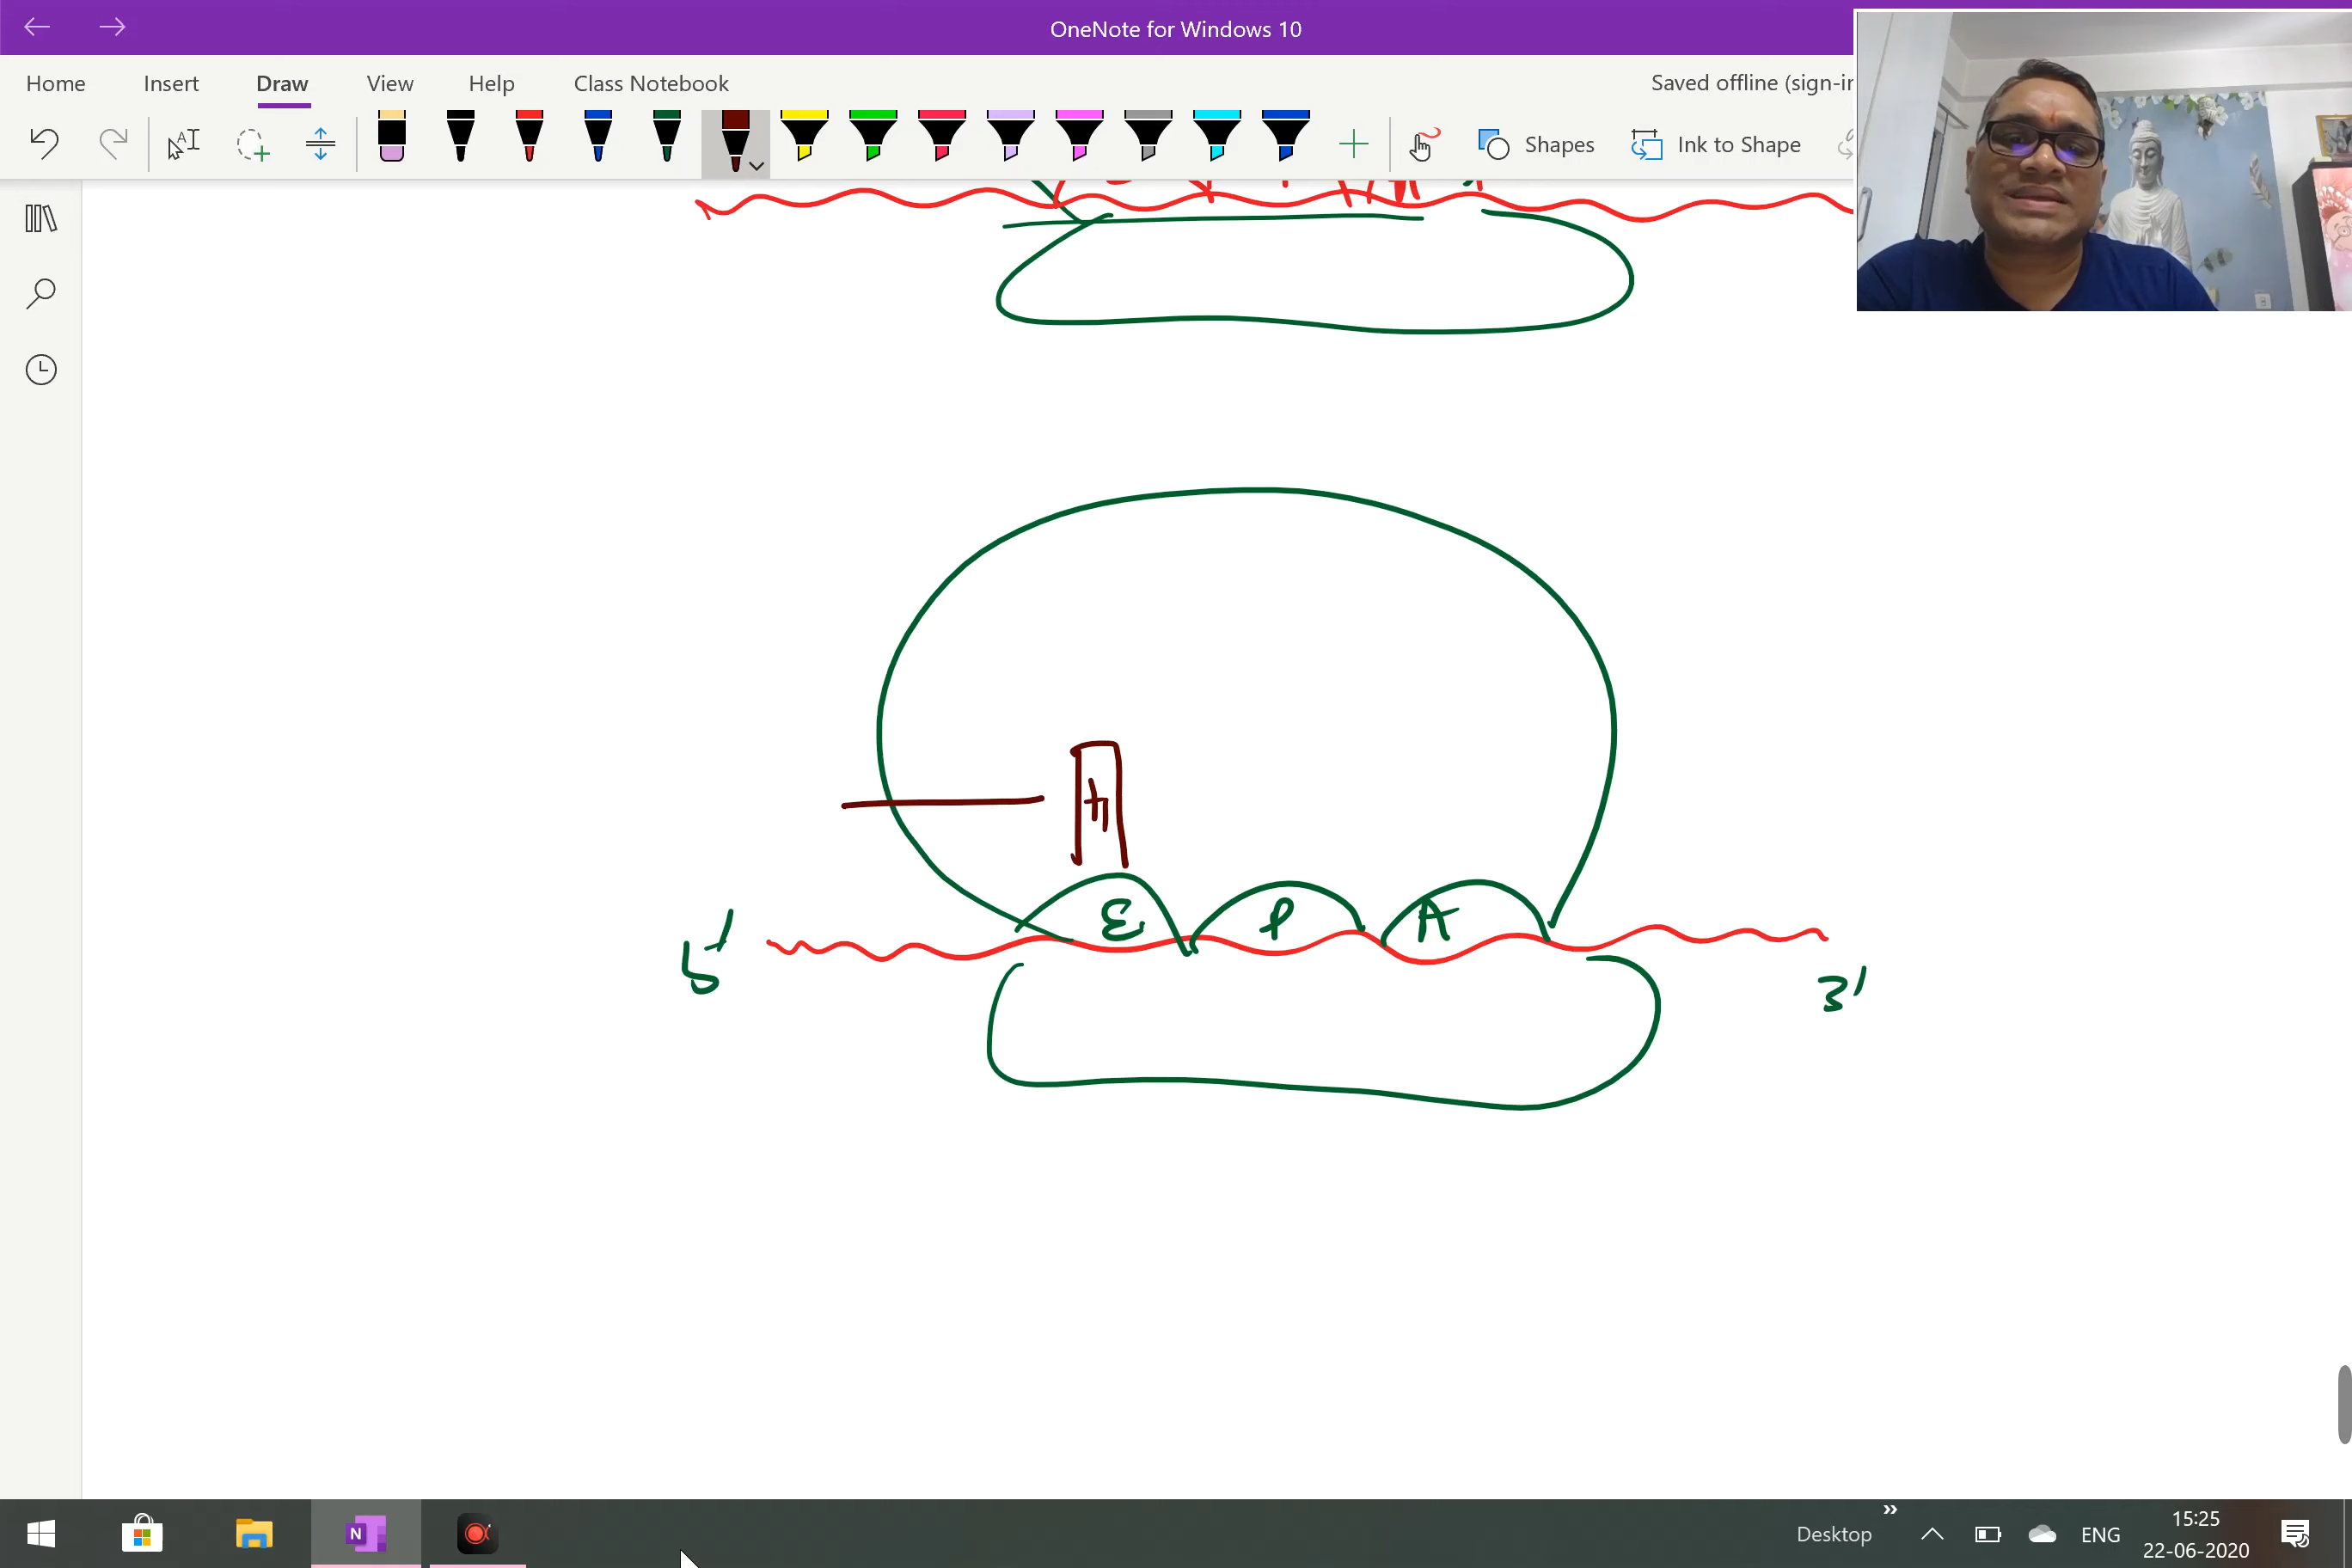 OneNote for Windows 10
Home Insert Draw View Help Class Notebook Saved offline (sign-in
Shapes Ink to Shape
E P A
5'
3'
Desktop ENG 15:25
22-06-2020